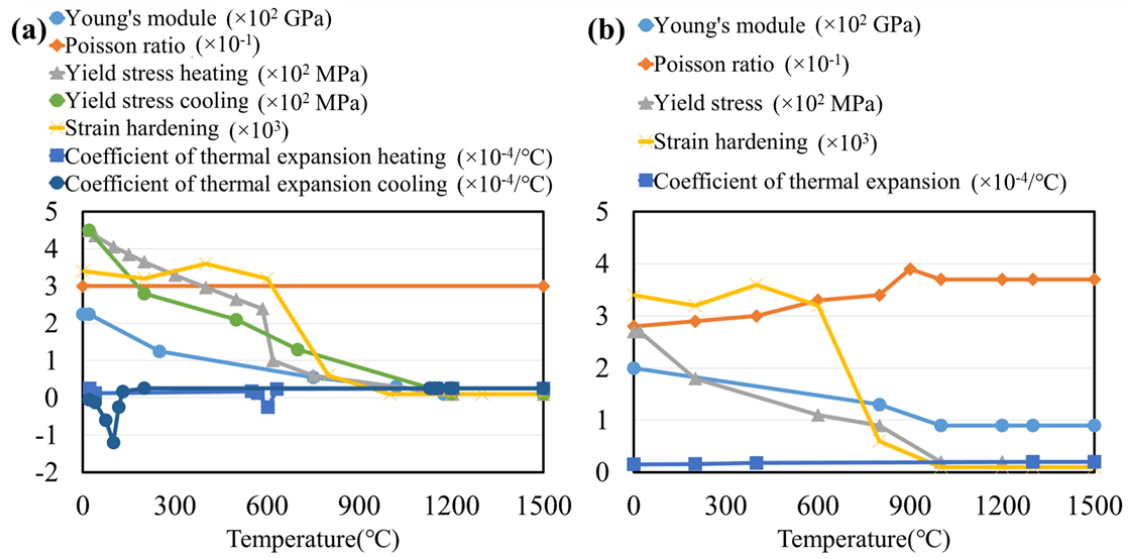 (a)
Young's module (×10² GPa)
Poisson ratio (×10⁻¹)
Yield stress heating (×10² MPa)
Yield stress cooling (×10² MPa)
Strain hardening (×10³)
Coefficient of thermal expansion heating (×10⁻⁴/℃)
Coefficient of thermal expansion cooling (×10⁻⁴/℃)
5
4
3
2
1
0
-1
-2
0 300 600 900 1200 1500
Temperature(℃)
(b)
Young's module (×10² GPa)
Poisson ratio (×10⁻¹)
Yield stress (×10² MPa)
Strain hardening (×10³)
Coefficient of thermal expansion (×10⁻⁴/℃)
5
4
3
2
1
0
0 300 600 900 1200 1500
Temperature(℃)